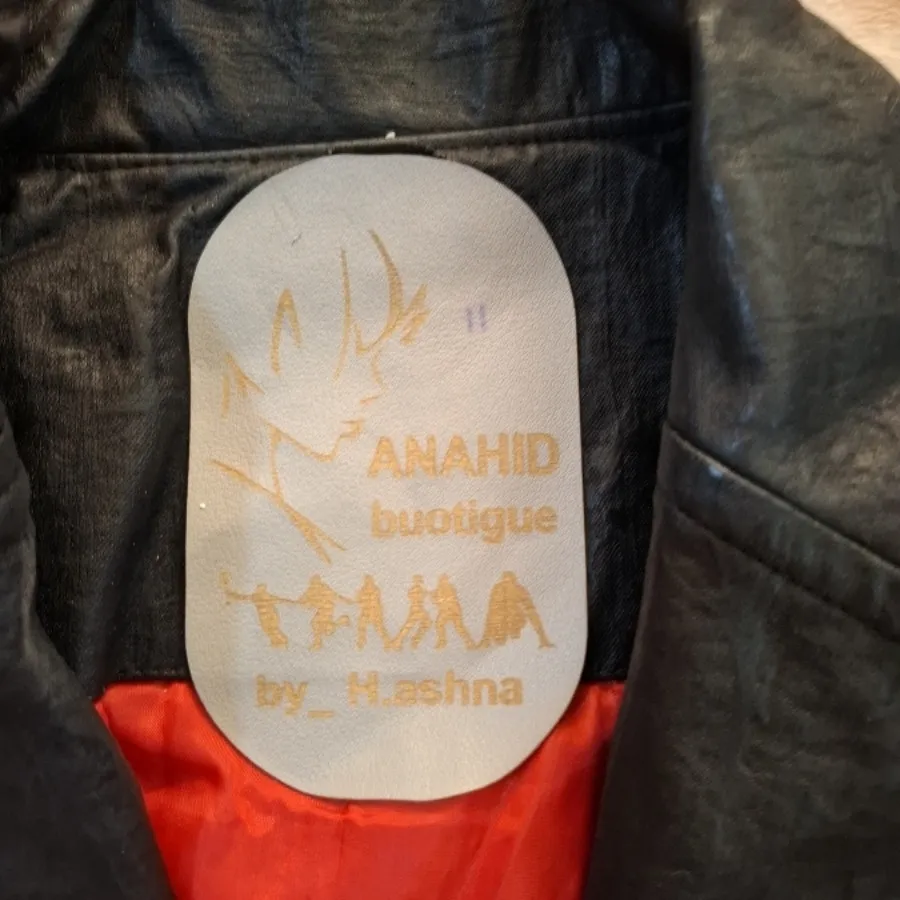 ANAHID
buotigue
by_ H.ashna